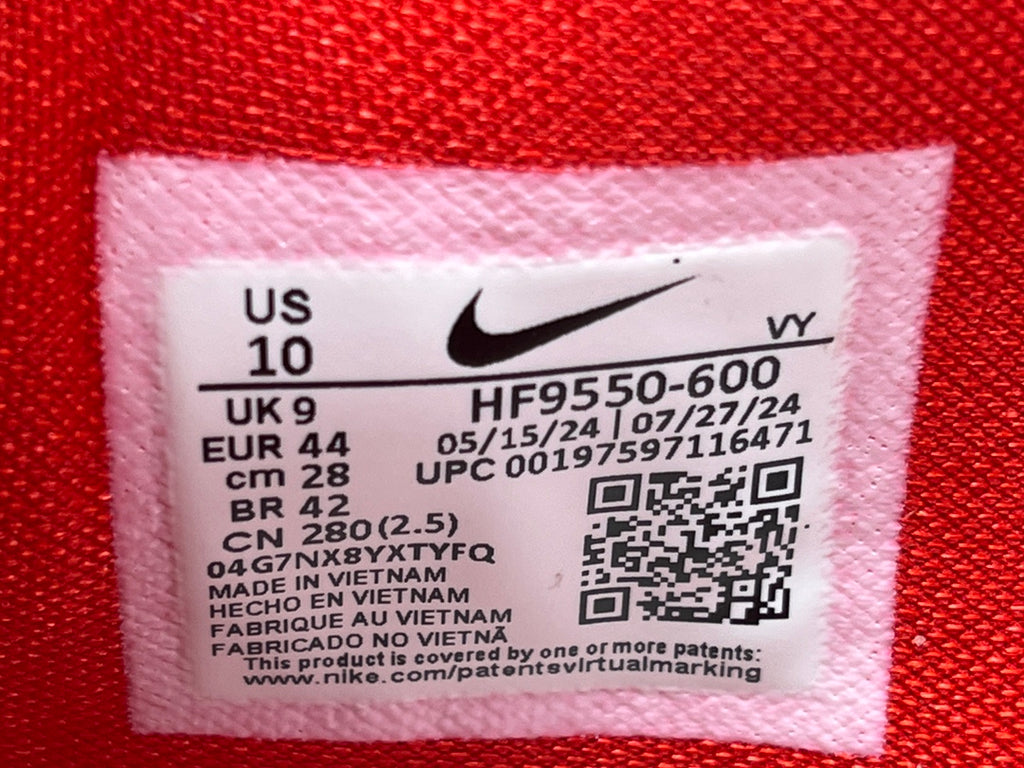 US
10
VY
UK 9
EUR 44
cm 28
BR 42
CN 280 (2.5)
HF9550-600
05/15/24 | 07/27/24
UPC 00197597116471
04G7NX8YXTYFQ
MADE IN VIETNAM
HECHO EN VIETNAM
FABRIQUE AU VIETNAM
FABRICADO NO VIETNÃ
This product is covered by one or more patents:
www.nike.com/patentsvirtualmarking